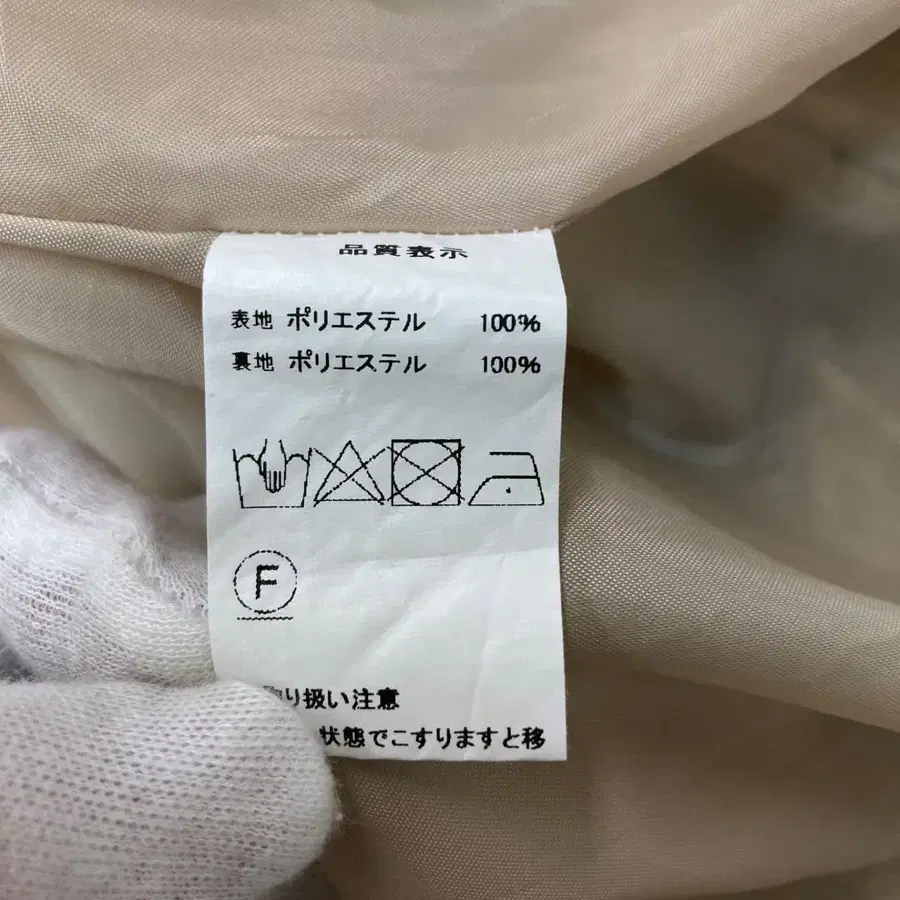 品質表示
表地 ポリエステル 100%
裏地 ポリエステル 100%
F
り扱い注意
状態でこすりますと移